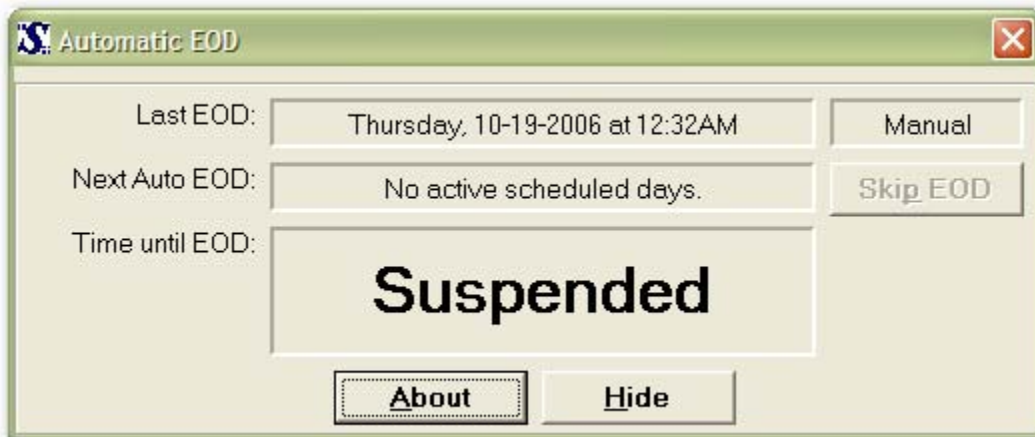 Automatic EOD
Last EOD: Thursday, 10-19-2006 at 12:32AM Manual
Next Auto EOD: No active scheduled days. Skip EOD
Time until EOD: Suspended
About Hide